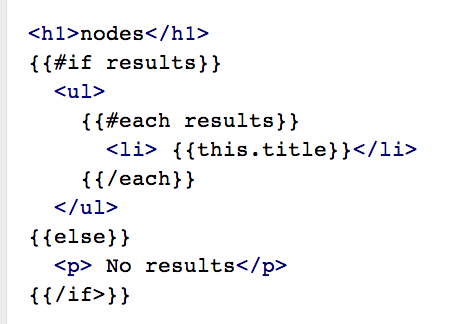 <h1>nodes</h1>
{{#if results}}
  <ul>
    {{#each results}}
      <li> {{this.title}}</li>
    {{/each}}
  </ul>
{{else}}
  <p> No results</p>
{{/if>}}